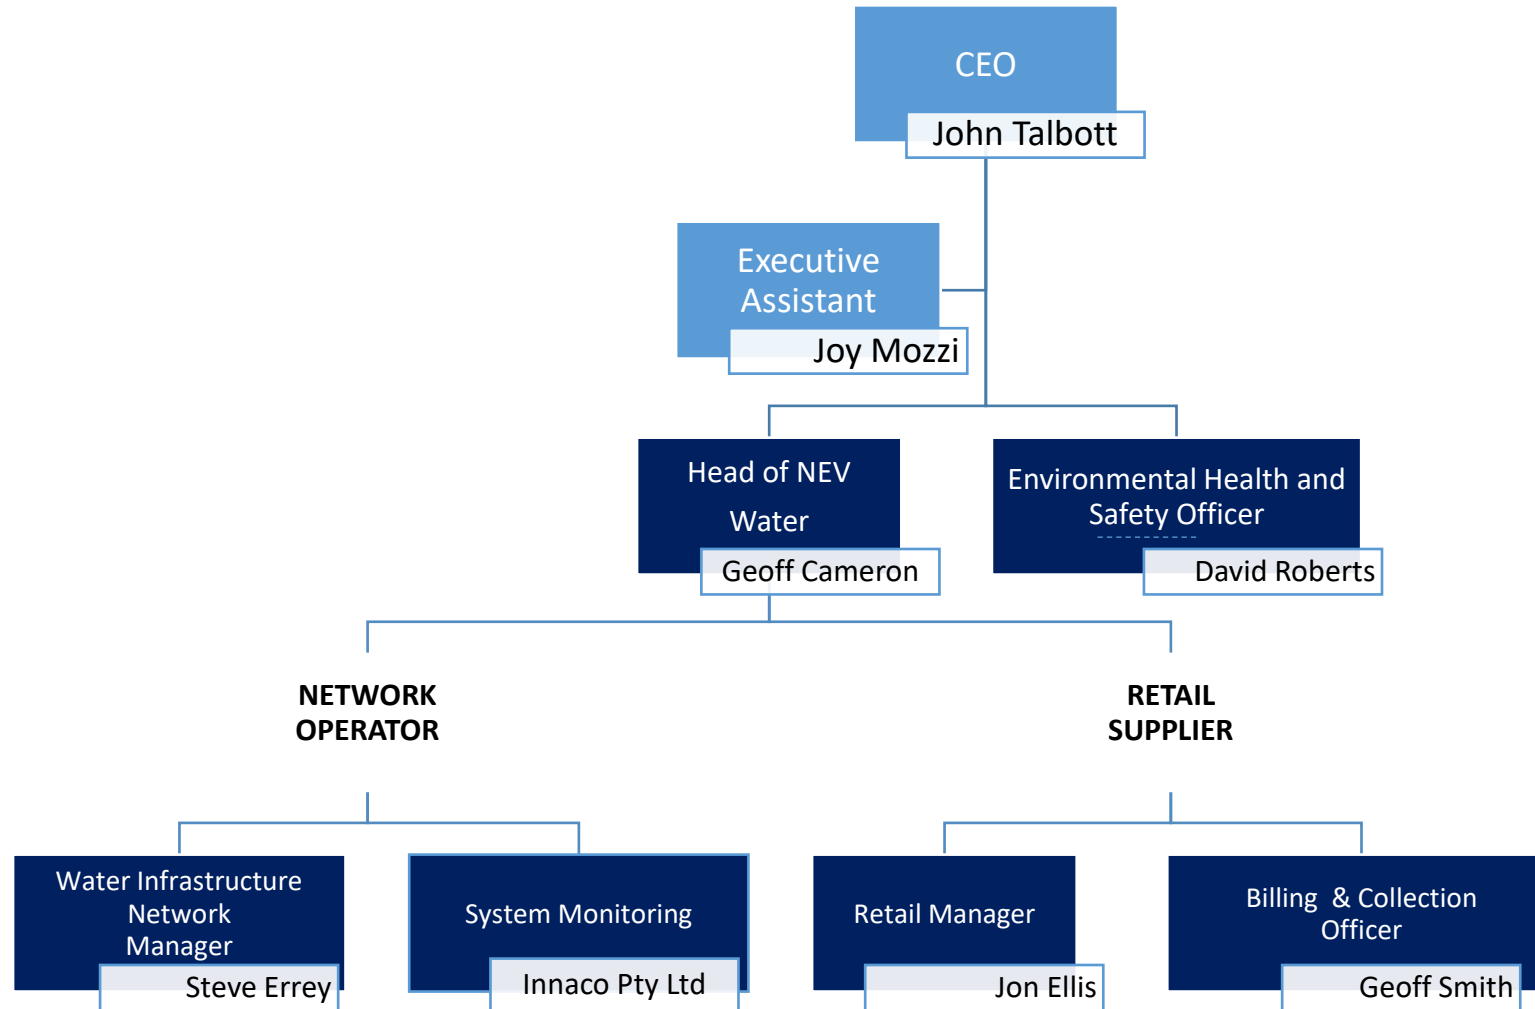 CEO
John Talbott
Executive
Assistant
Joy Mozzi
Head of NEV
Water
Geoff Cameron
Environmental Health and
Safety Officer
David Roberts
NETWORK
OPERATOR
RETAIL
SUPPLIER
Water Infrastructure
Network
Manager
Steve Errey
System Monitoring
Innaco Pty Ltd
Retail Manager
Jon Ellis
Billing & Collection
Officer
Geoff Smith